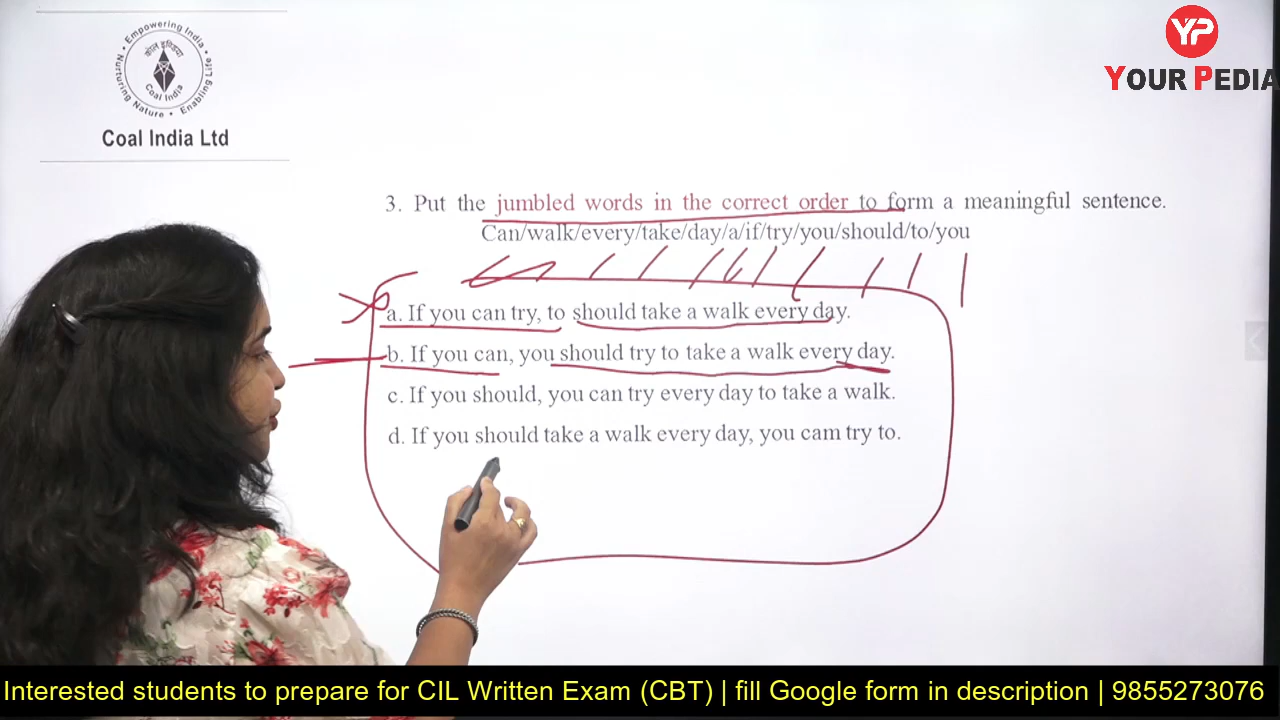 Empowering India
कोल इण्डिया
Coal India
Nurturing Nature • Enabling Life
Coal India Ltd
YP
YOUR PEDIA
3. Put the jumbled words in the correct order to form a meaningful sentence.
Can/walk/every/take/day/a/if/try/you/should/to/you
a. If you can try, to should take a walk every day.
b. If you can, you should try to take a walk every day.
c. If you should, you can try every day to take a walk.
d. If you should take a walk every day, you cam try to.
Interested students to prepare for CIL Written Exam (CBT) | fill Google form in description | 9855273076